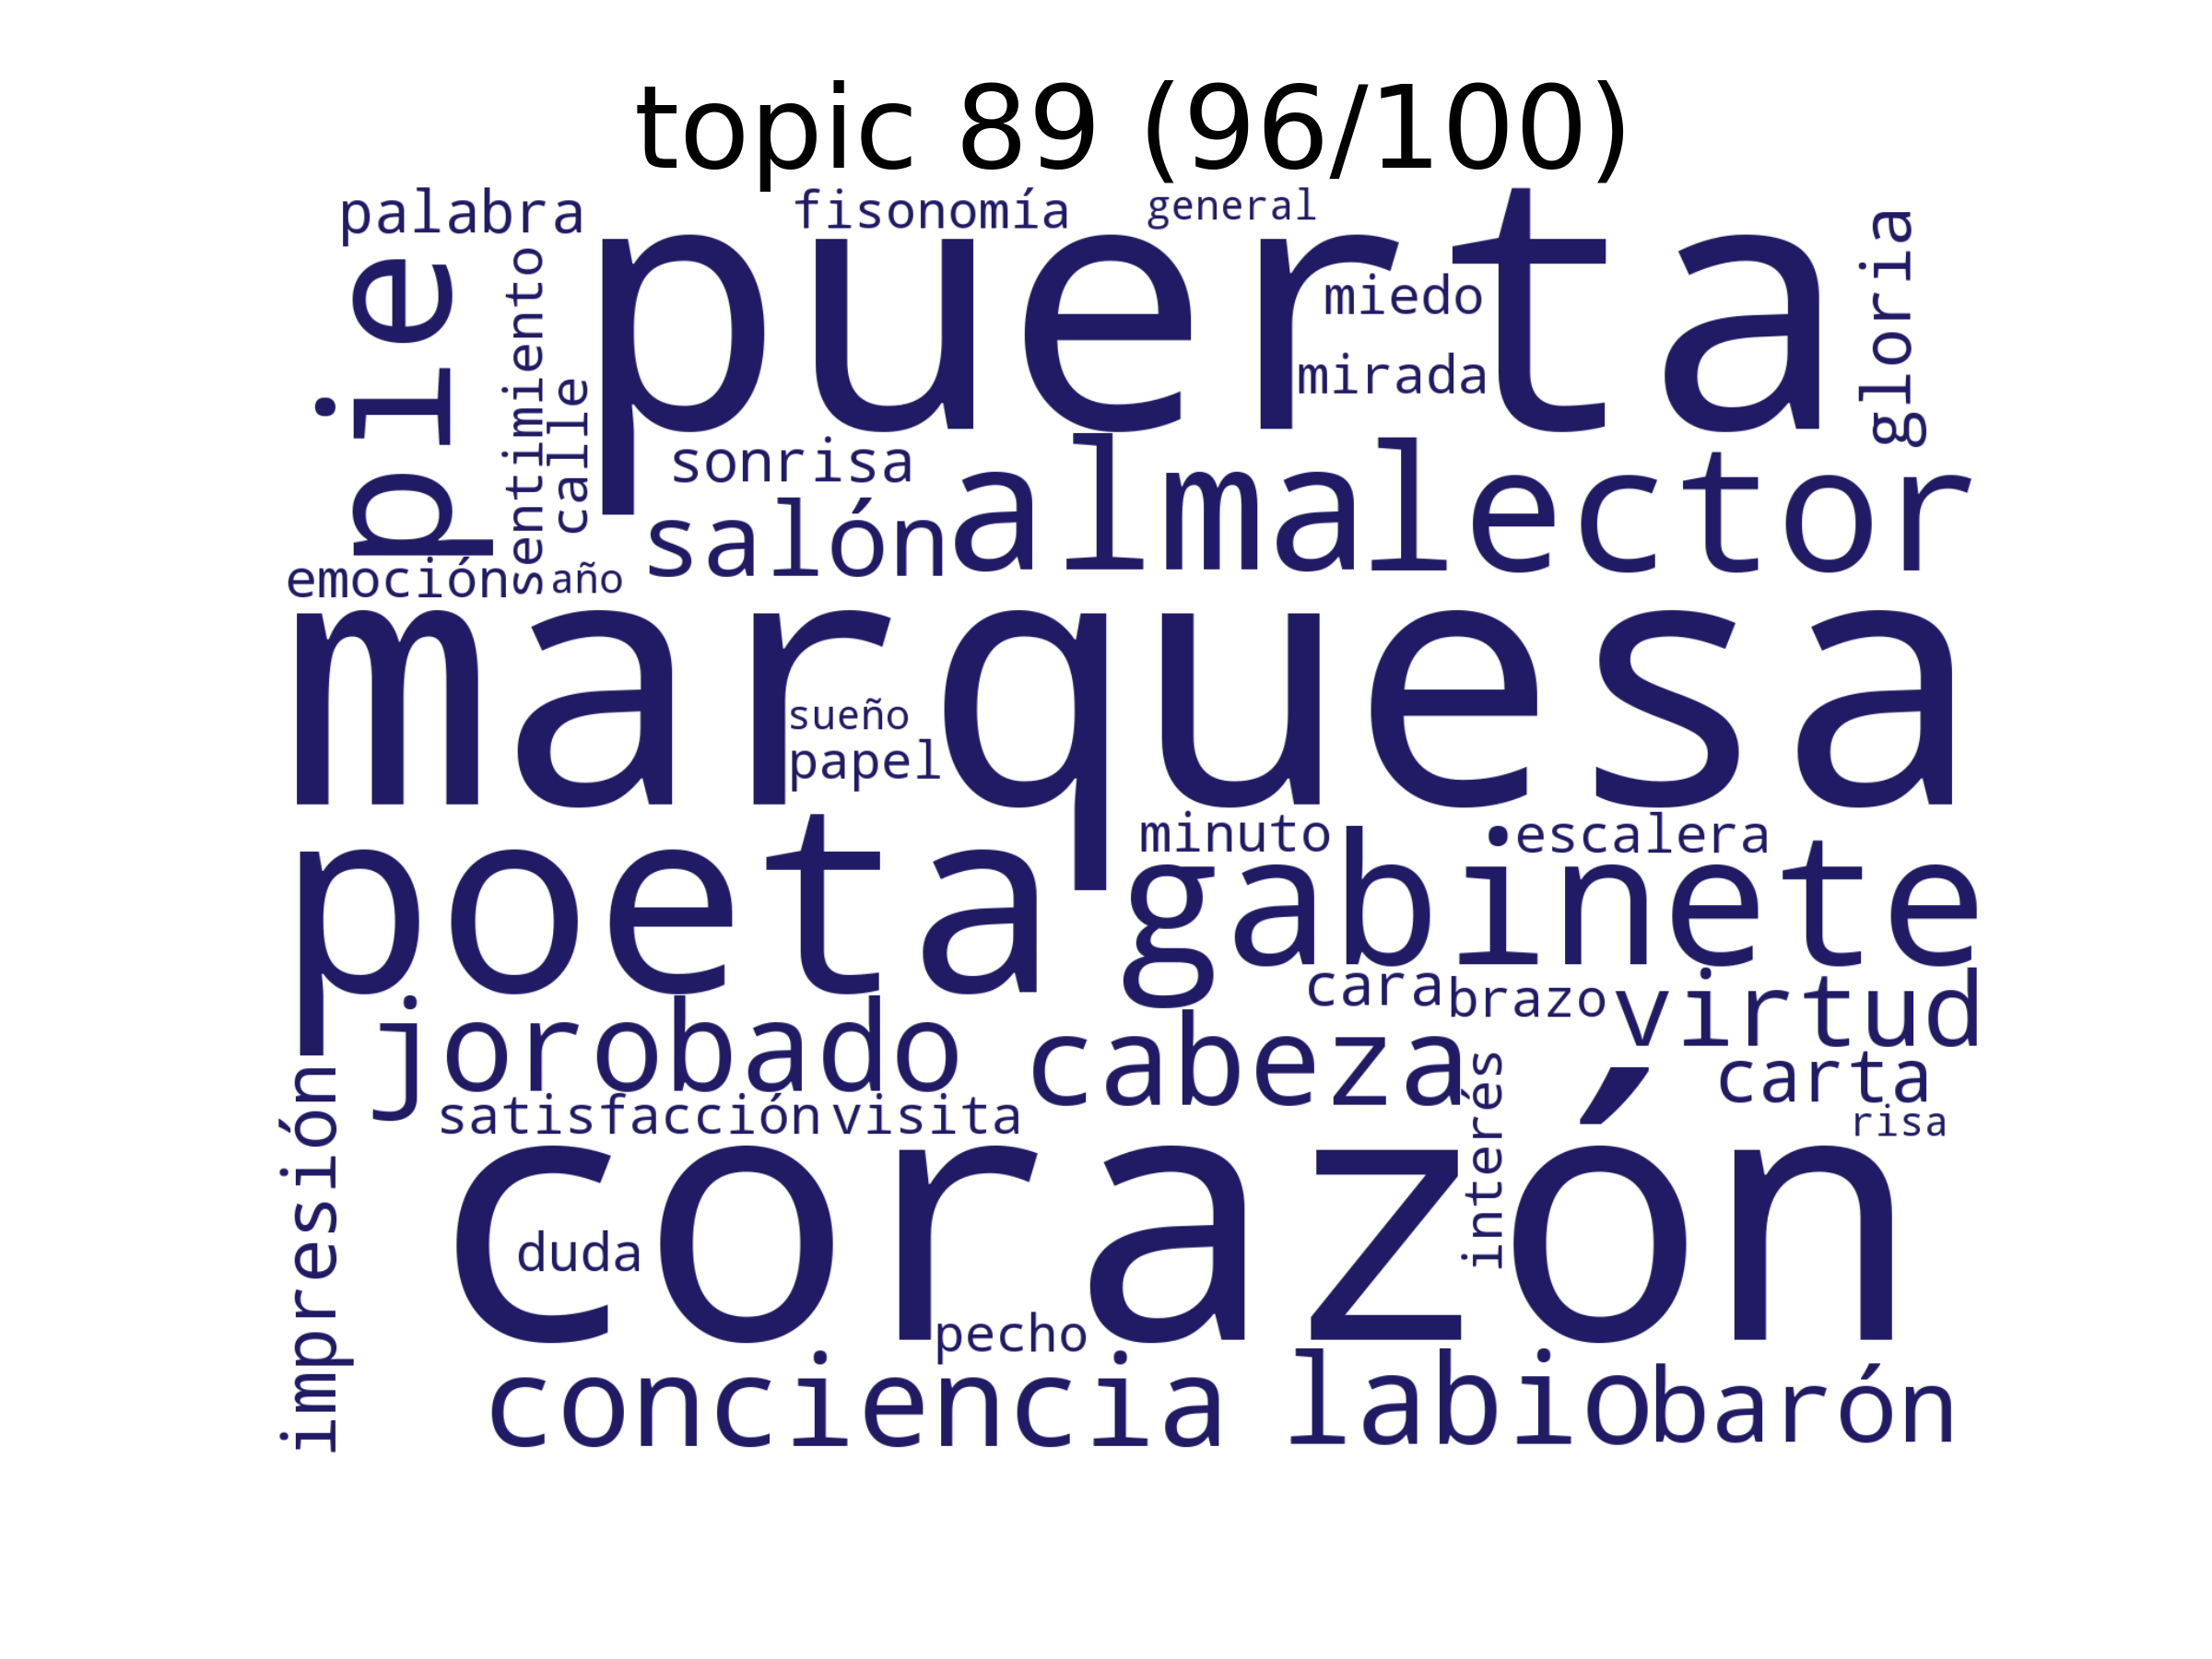 topic 89 (96/100)
palabra
fisonomía
general
pie
sentimiento
calle
puerta
miedo
mirada
gloria
sonrisa
salón
alma
lector
emoción
año
marquesa
sueño
papel
poeta
minuto
escalera
gabinete
cara
brazo
virtud
jorobado
cabeza
carta
satisfacción
visita
interés
risa
impresión
corazón
duda
pecho
conciencia
labio
barón